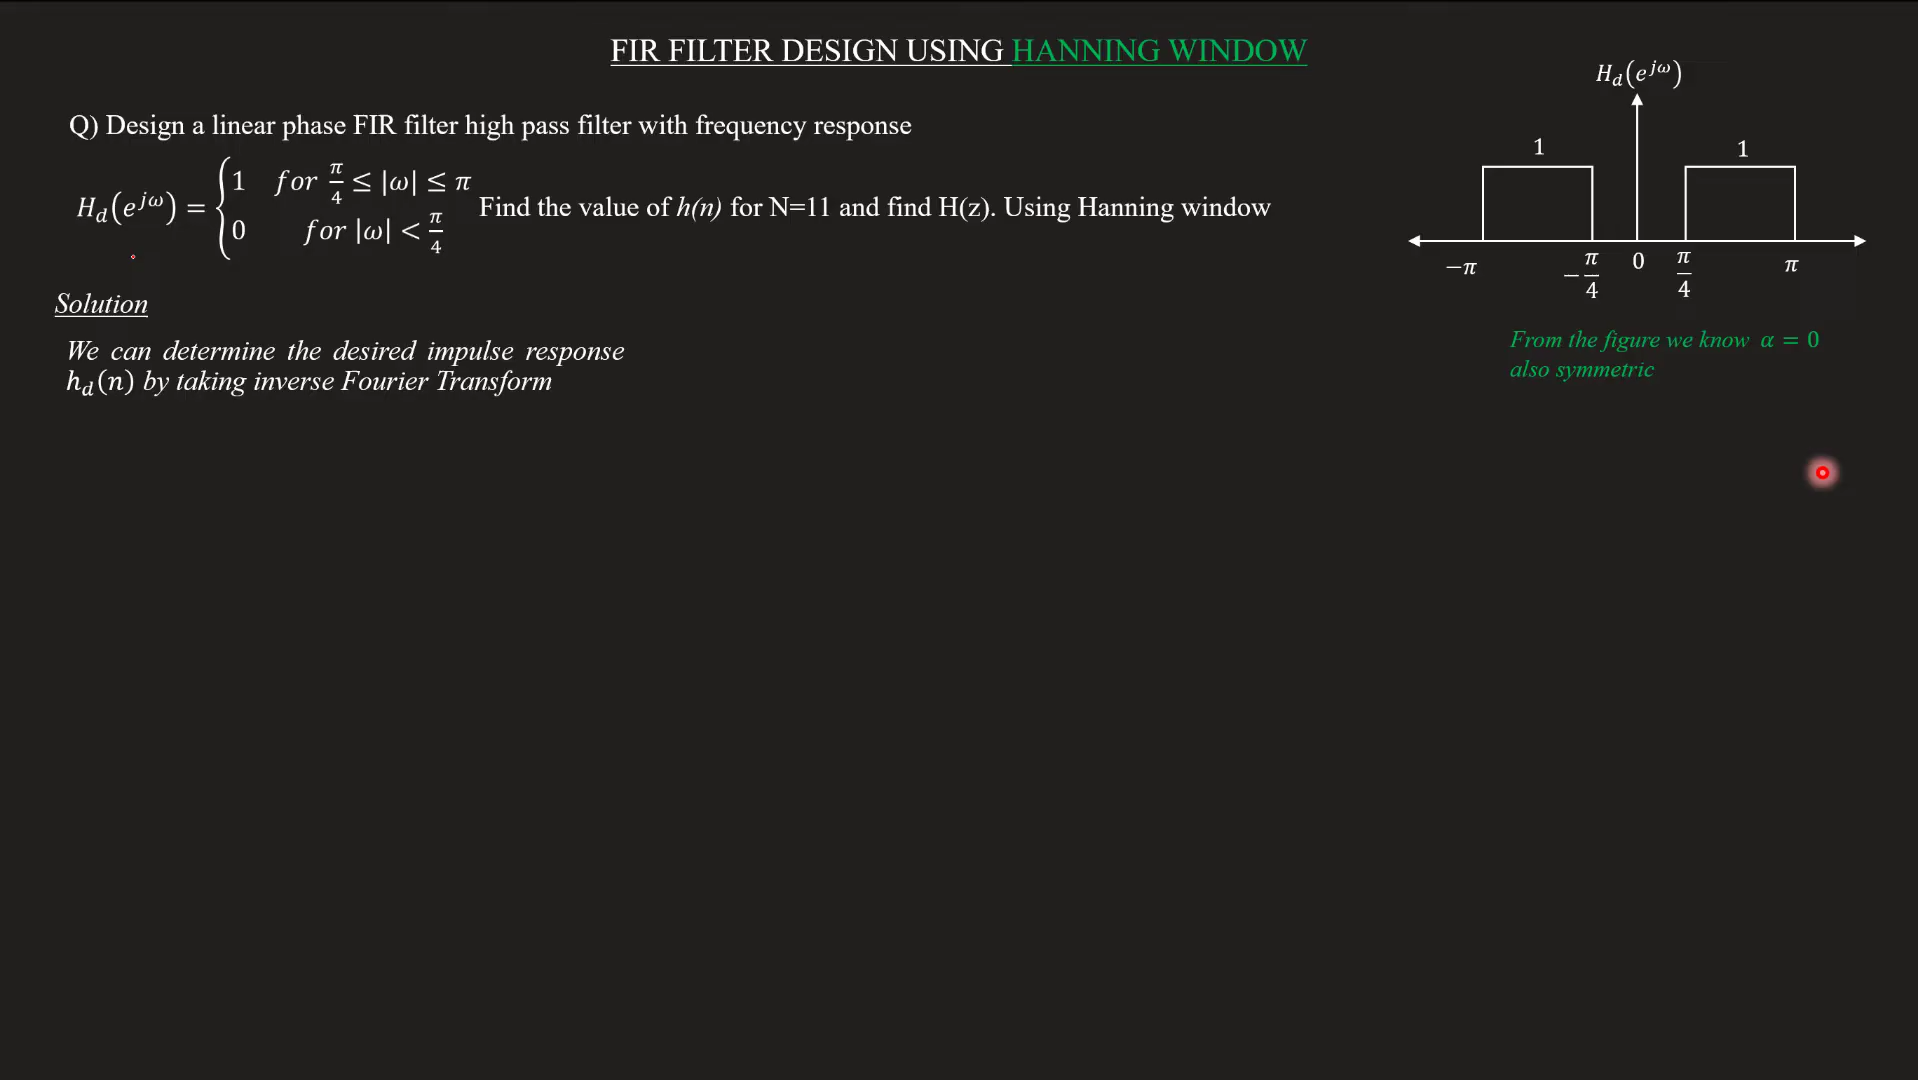 FIR FILTER DESIGN USING HANNING WINDOW
Q) Design a linear phase FIR filter high pass filter with frequency response
H_d(e^{jω}) = { 1 for π/4 ≤ |ω| ≤ π
0 for |ω| < π/4
Find the value of h(n) for N=11 and find H(z). Using Hanning window
H_d(e^{jω})
1 1
−π −π/4 0 π/4 π
From the figure we know α = 0
also symmetric
Solution
We can determine the desired impulse response
h_d(n) by taking inverse Fourier Transform